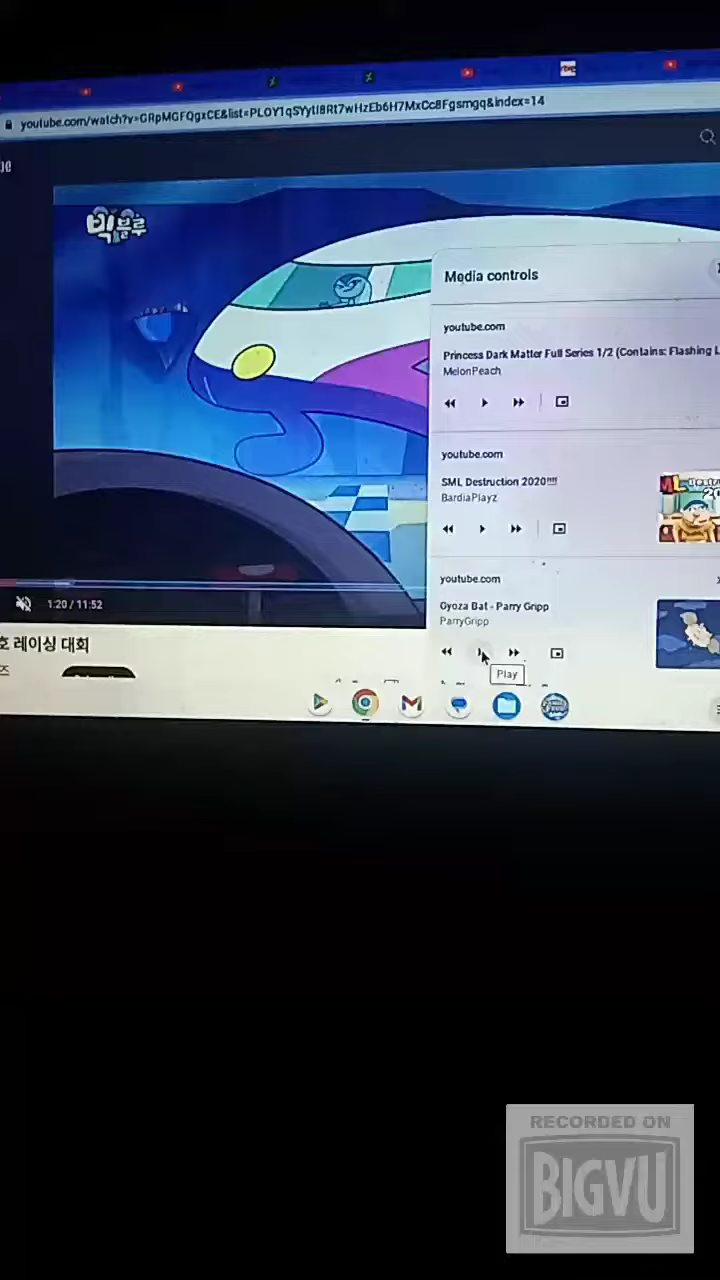 youtube.com/watch?v=GRpMGFQgxCE&list=PLOY1qSYyti8Rt7wHzEb6H7MxCc8Fgsmgq&index=14
빅블루
Media controls
youtube.com
Princess Dark Matter Full Series 1/2 (Contains: Flashing L
MelonPeach
youtube.com
SML Destruction 2020!!!!
BardiaPlayz
youtube.com
Gyoza Bat - Parry Gripp
ParryGripp
Play
1:20 / 11:52
호 레이싱 대회
즈
RECORDED ON
BIGVU